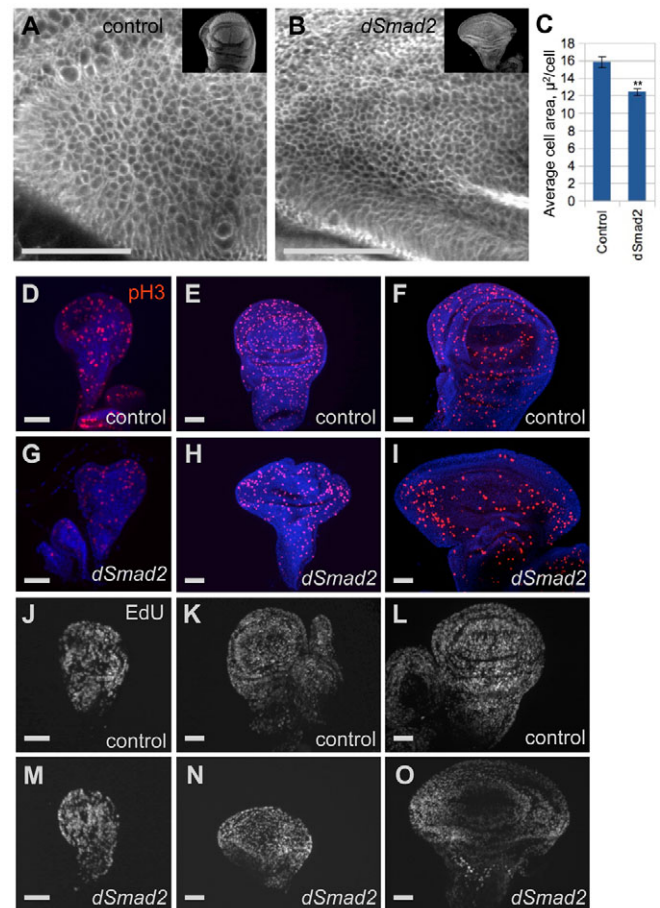 A control
B dSmad2
C
Average cell area, µ²/cell
18
16
14
12
10
8
6
4
2
0
**
Control
dSmad2
D pH3
control
E
control
F
control
G
dSmad2
H
dSmad2
I
dSmad2
J EdU
control
K
control
L
control
M
dSmad2
N
dSmad2
O
dSmad2